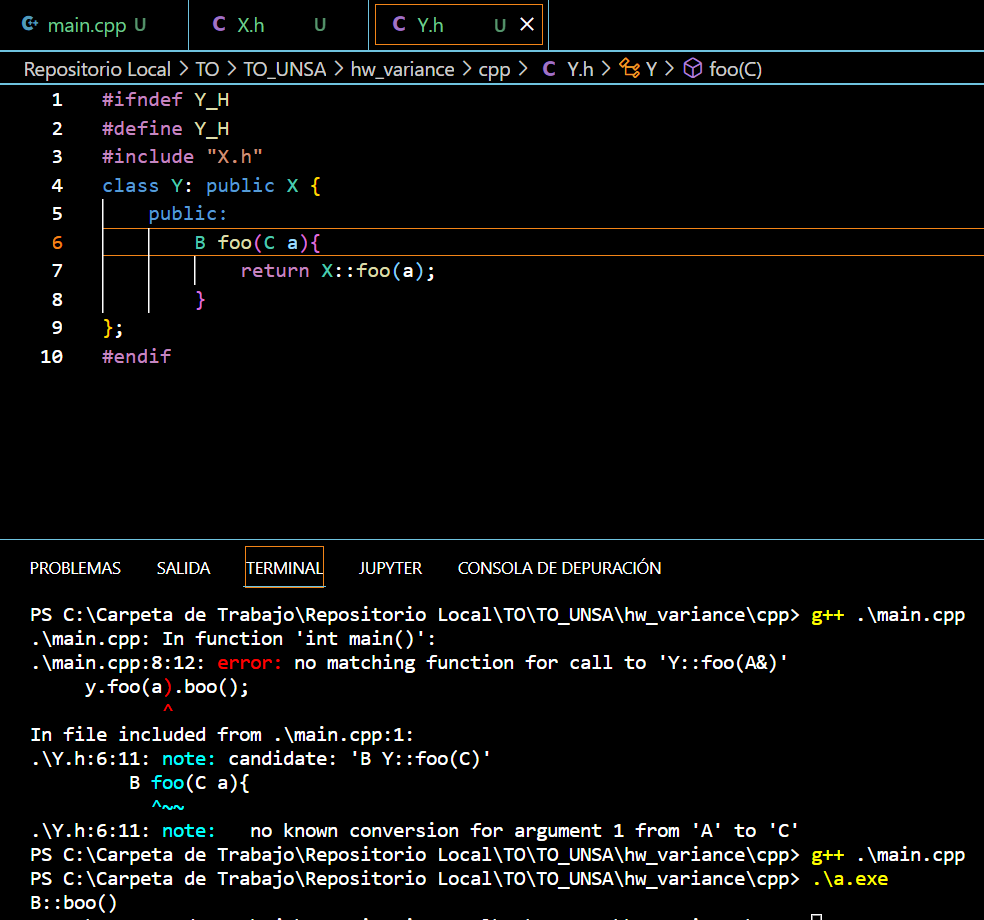 main.cpp U C X.h U C Y.h U
Repositorio Local > TO > TO_UNSA > hw_variance > cpp > C Y.h > Y > foo(C)
1 #ifndef Y_H
2 #define Y_H
3 #include "X.h"
4 class Y: public X {
5 public:
6 B foo(C a){
7 return X::foo(a);
8 }
9 };
10 #endif
PROBLEMAS SALIDA TERMINAL JUPYTER CONSOLA DE DEPURACIÓN
PS C:\Carpeta de Trabajo\Repositorio Local\TO\TO_UNSA\hw_variance\cpp> g++ .\main.cpp
.\main.cpp: In function 'int main()':
.\main.cpp:8:12: error: no matching function for call to 'Y::foo(A&)'
y.foo(a).boo();
^
In file included from .\main.cpp:1:
.\Y.h:6:11: note: candidate: 'B Y::foo(C)'
B foo(C a){
^~~
.\Y.h:6:11: note:   no known conversion for argument 1 from 'A' to 'C'
PS C:\Carpeta de Trabajo\Repositorio Local\TO\TO_UNSA\hw_variance\cpp> g++ .\main.cpp
PS C:\Carpeta de Trabajo\Repositorio Local\TO\TO_UNSA\hw_variance\cpp> .\a.exe
B::boo()